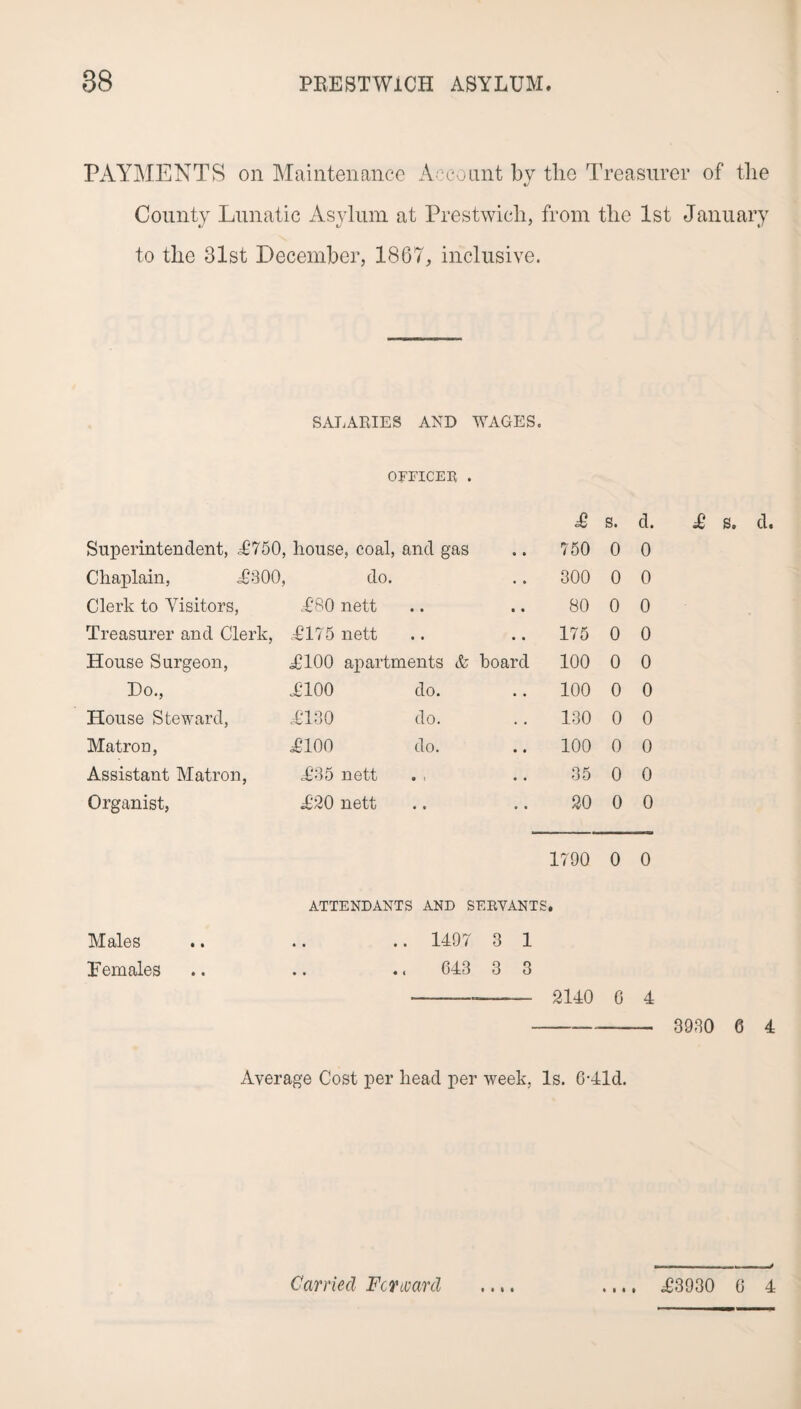 38 PRESTWICH ASYLUM.
PAYMENTS on Maintenance Account by the Treasurer of the
County Lunatic Asylum at Prestwich, from the 1st January
to the 31st December, 1867, inclusive.
SALARIES AND WAGES.
OFFICER .
£ s. d. £ s. d.
Superintendent, £750, house, coal, and gas .. 750 0 0
Chaplain, £300, do. .. 300 0 0
Clerk to Visitors, £80 nett .. .. 80 0 0
Treasurer and Clerk, £175 nett .. .. 175 0 0
House Surgeon, £100 apartments & board 100 0 0
Do., £100 do. .. 100 0 0
House Steward, £130 do. .. 130 0 0
Matron, £100 do. .. 100 0 0
Assistant Matron, £35 nett .. .. 35 0 0
Organist, £20 nett .. .. 20 0 0
1790 0 0
ATTENDANTS AND SERVANTS.
Males .. .. .. 1497 3 1
Females .. .. .. 643 3 3
2140 6 4
3930 6 4
Average Cost per head per week, 1s. 6·41d.
Carried Forward .... .... £3930 6 4